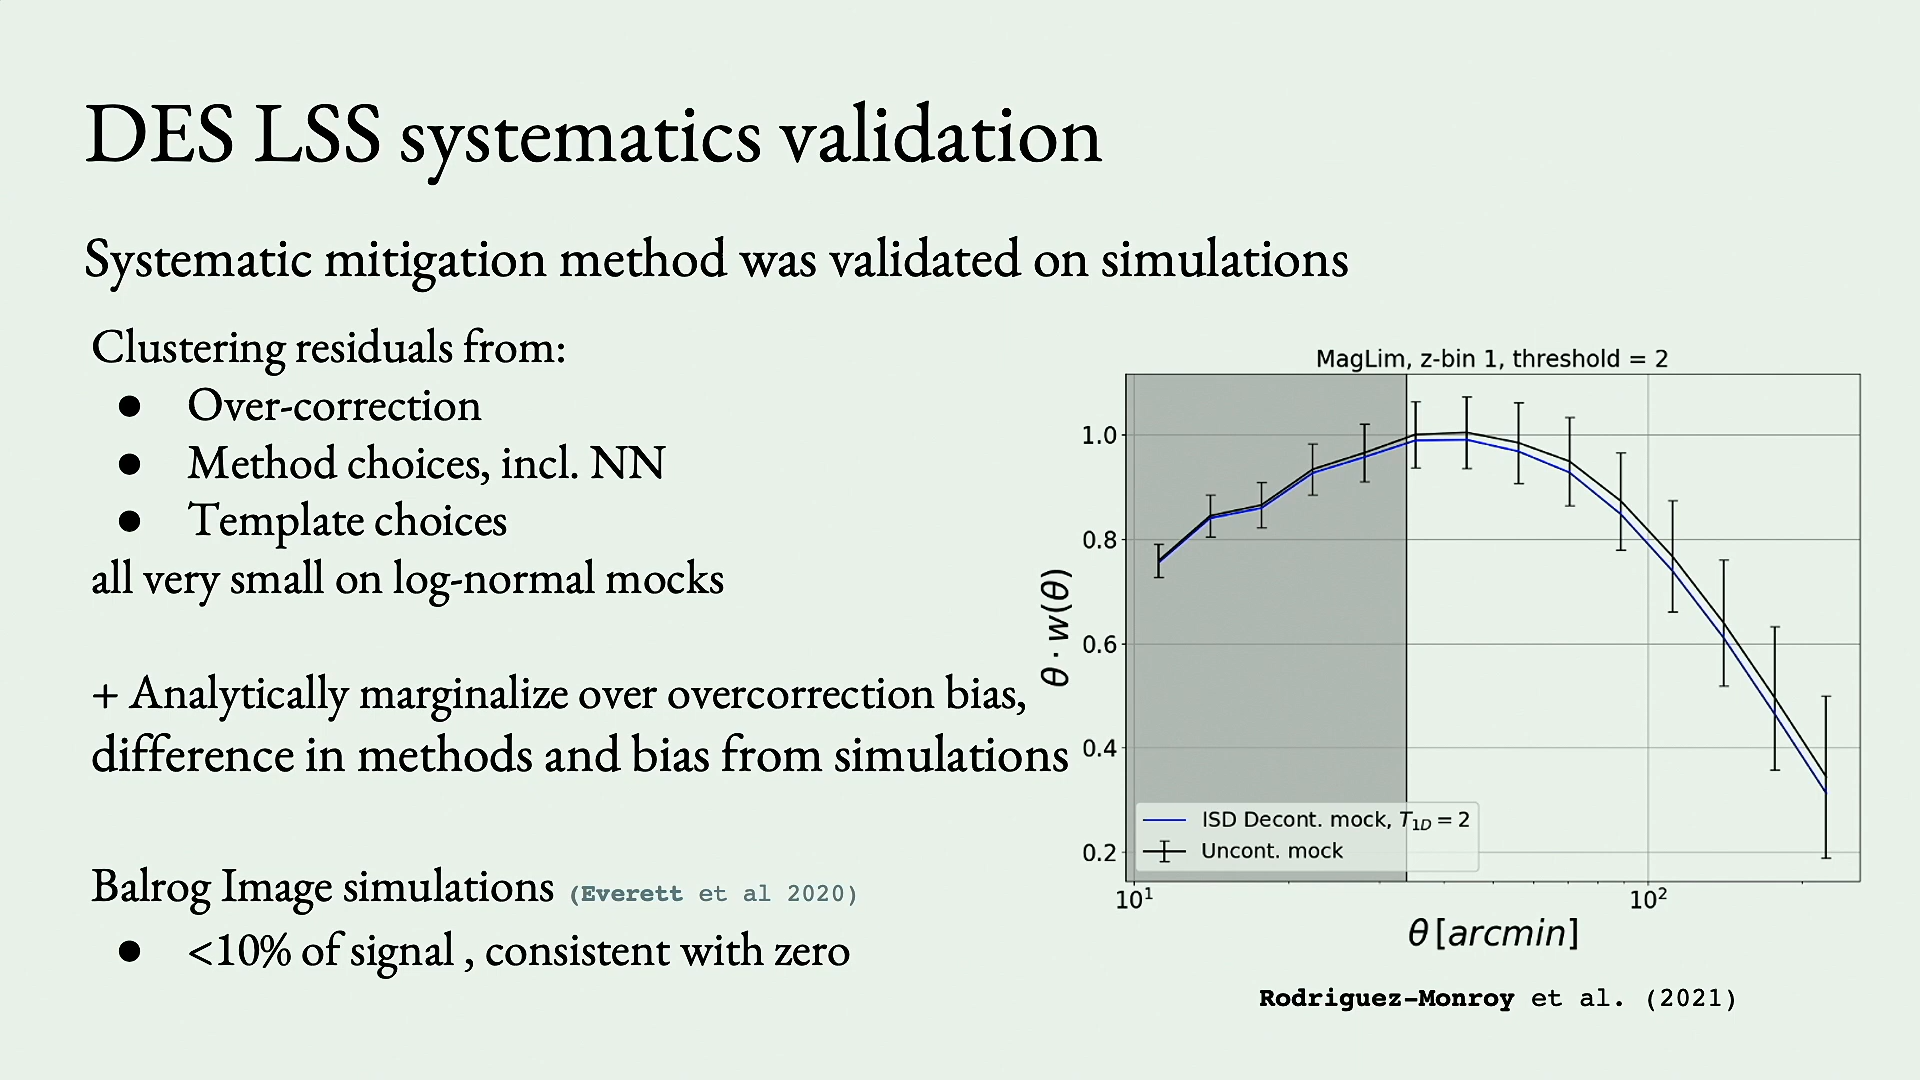 DES LSS systematics validation
Systematic mitigation method was validated on simulations
Clustering residuals from:
● Over-correction
● Method choices, incl. NN
● Template choices
all very small on log-normal mocks
+ Analytically marginalize over overcorrection bias,
difference in methods and bias from simulations
Balrog Image simulations (Everett et al 2020)
● <10% of signal , consistent with zero
MagLim, z-bin 1, threshold = 2
θ · w(θ)
1.0
0.8
0.6
0.4
0.2
ISD Decont. mock, T1D = 2
Uncont. mock
10¹
10²
θ [arcmin]
Rodriguez-Monroy et al. (2021)